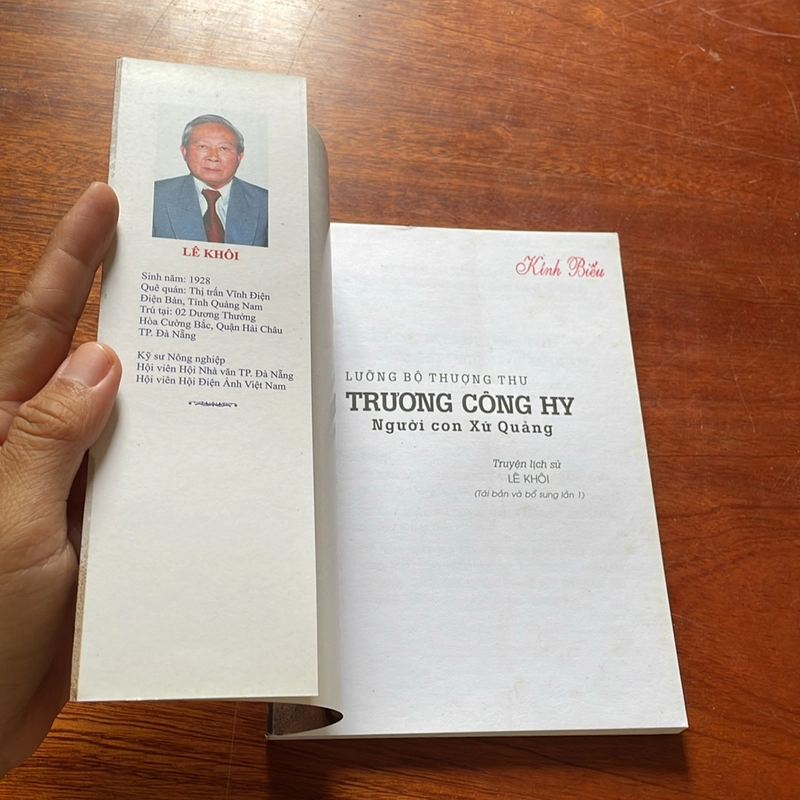 LÊ KHÔI
Sinh năm: 1928
Quê quán: Thị trấn Vĩnh Điện
Điện Bàn, Tỉnh Quảng Nam
Trú tại: 02 Dương Thưởng
Hòa Cường Bắc, Quận Hải Châu
TP. Đà Nẵng
Kỹ sư Nông nghiệp
Hội viên Hội Nhà văn TP. Đà Nẵng
Hội viên Hội Điện Ảnh Việt Nam
Kính Biếu
LƯỠNG BỘ THƯỢNG THƯ
TRƯƠNG CÔNG HY
Người con Xứ Quảng
Truyện lịch sử
LÊ KHÔI
(Tái bản và bổ sung lần 1)